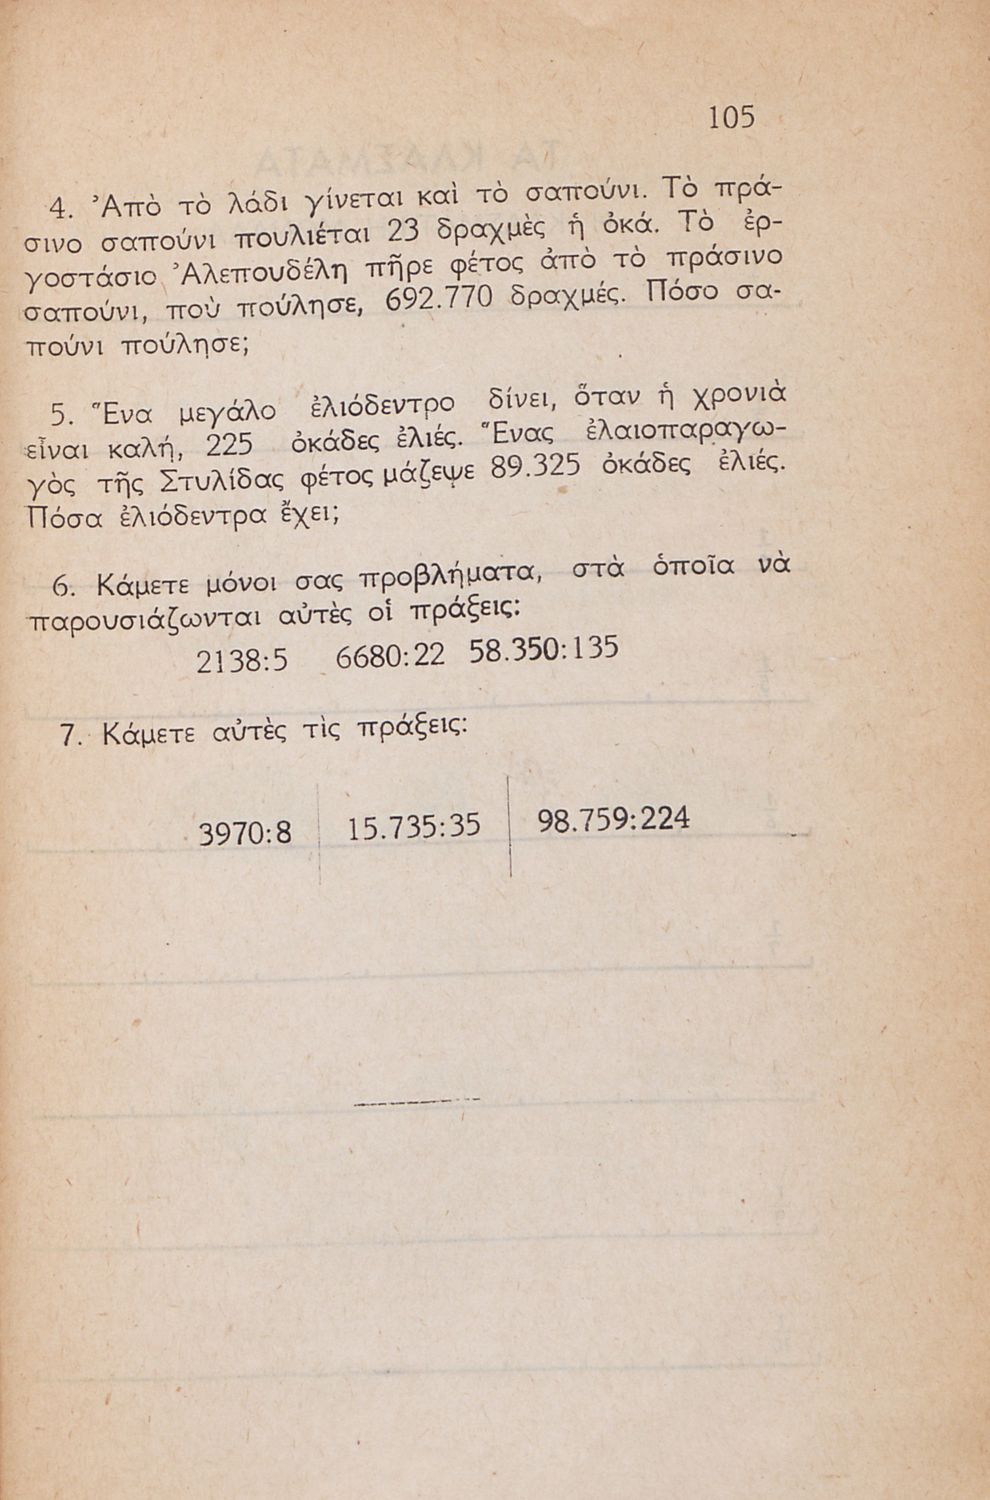 105
4. Ἀπὸ τὸ λάδι γίνεται καὶ τὸ σαπούνι. Τὸ πρά-
σινο σαπούνι πουλιέται 23 δραχμὲς ἡ ὀκά. Τὸ ἐρ-
γοστάσιο Ἀλεπουδέλη πῆρε φέτος ἀπὸ τὸ πράσινο
σαπούνι, ποὺ πούλησε, 692.770 δραχμές. Πόσο σα-
πούνι πούλησε;
5. Ἕνα μεγάλο ἐλιόδεντρο δίνει, ὅταν ἡ χρονιὰ
εἶναι καλή, 225 ὀκάδες ἐλιές. Ἕνας ἐλαιοπαραγω-
γὸς τῆς Στυλίδας φέτος μάζεψε 89.325 ὀκάδες ἐλιές.
Πόσα ἐλιόδεντρα ἔχει;
6. Κάμετε μόνοι σας προβλήματα, στὰ ὁποῖα νὰ
παρουσιάζωνται αὐτὲς οἱ πράξεις:
2138:5 6680:22 58.350:135
7. Κάμετε αὐτὲς τὶς πράξεις:
3970:8 15.735:35 98.759:224